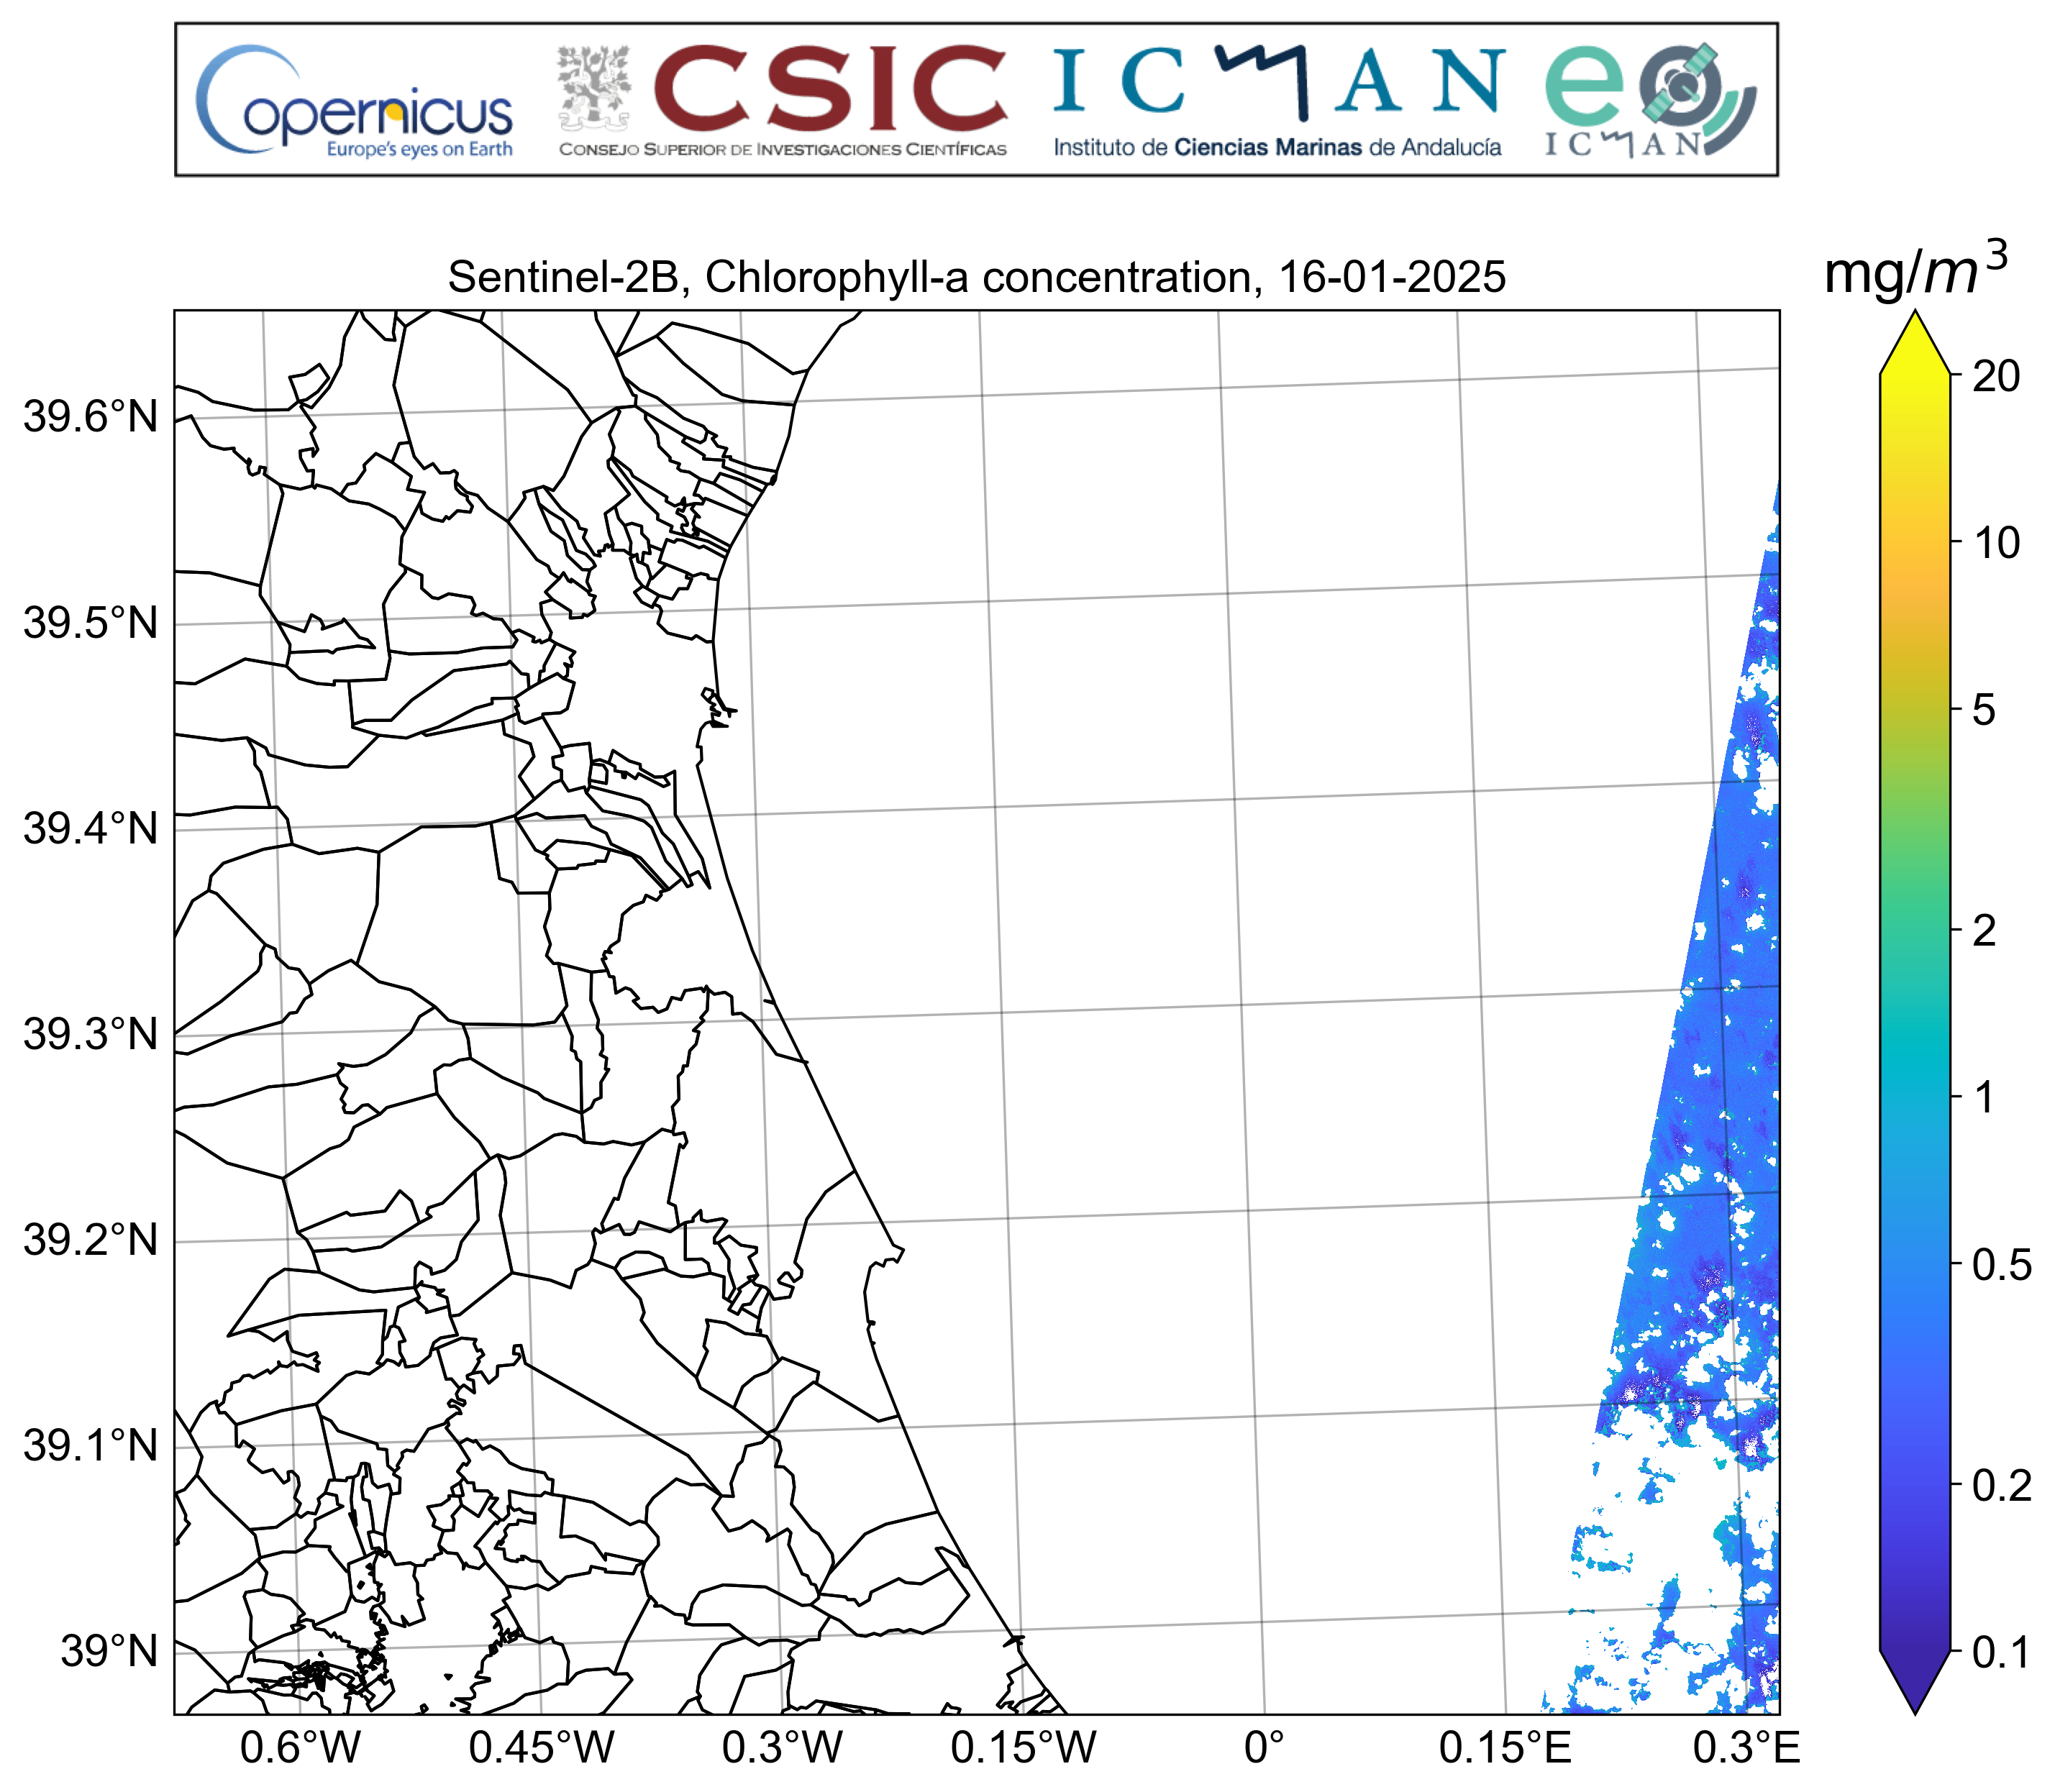 Copernicus
Europe's eyes on Earth
CSIC
CONSEJO SUPERIOR DE INVESTIGACIONES CIENTÍFICAS
ICMAN
Instituto de Ciencias Marinas de Andalucía
eo
ICMAN
Sentinel-2B, Chlorophyll-a concentration, 16-01-2025
mg/m³
39.6°N
39.5°N
39.4°N
39.3°N
39.2°N
39.1°N
39°N
0.6°W 0.45°W 0.3°W 0.15°W 0° 0.15°E 0.3°E
20
10
5
2
1
0.5
0.2
0.1